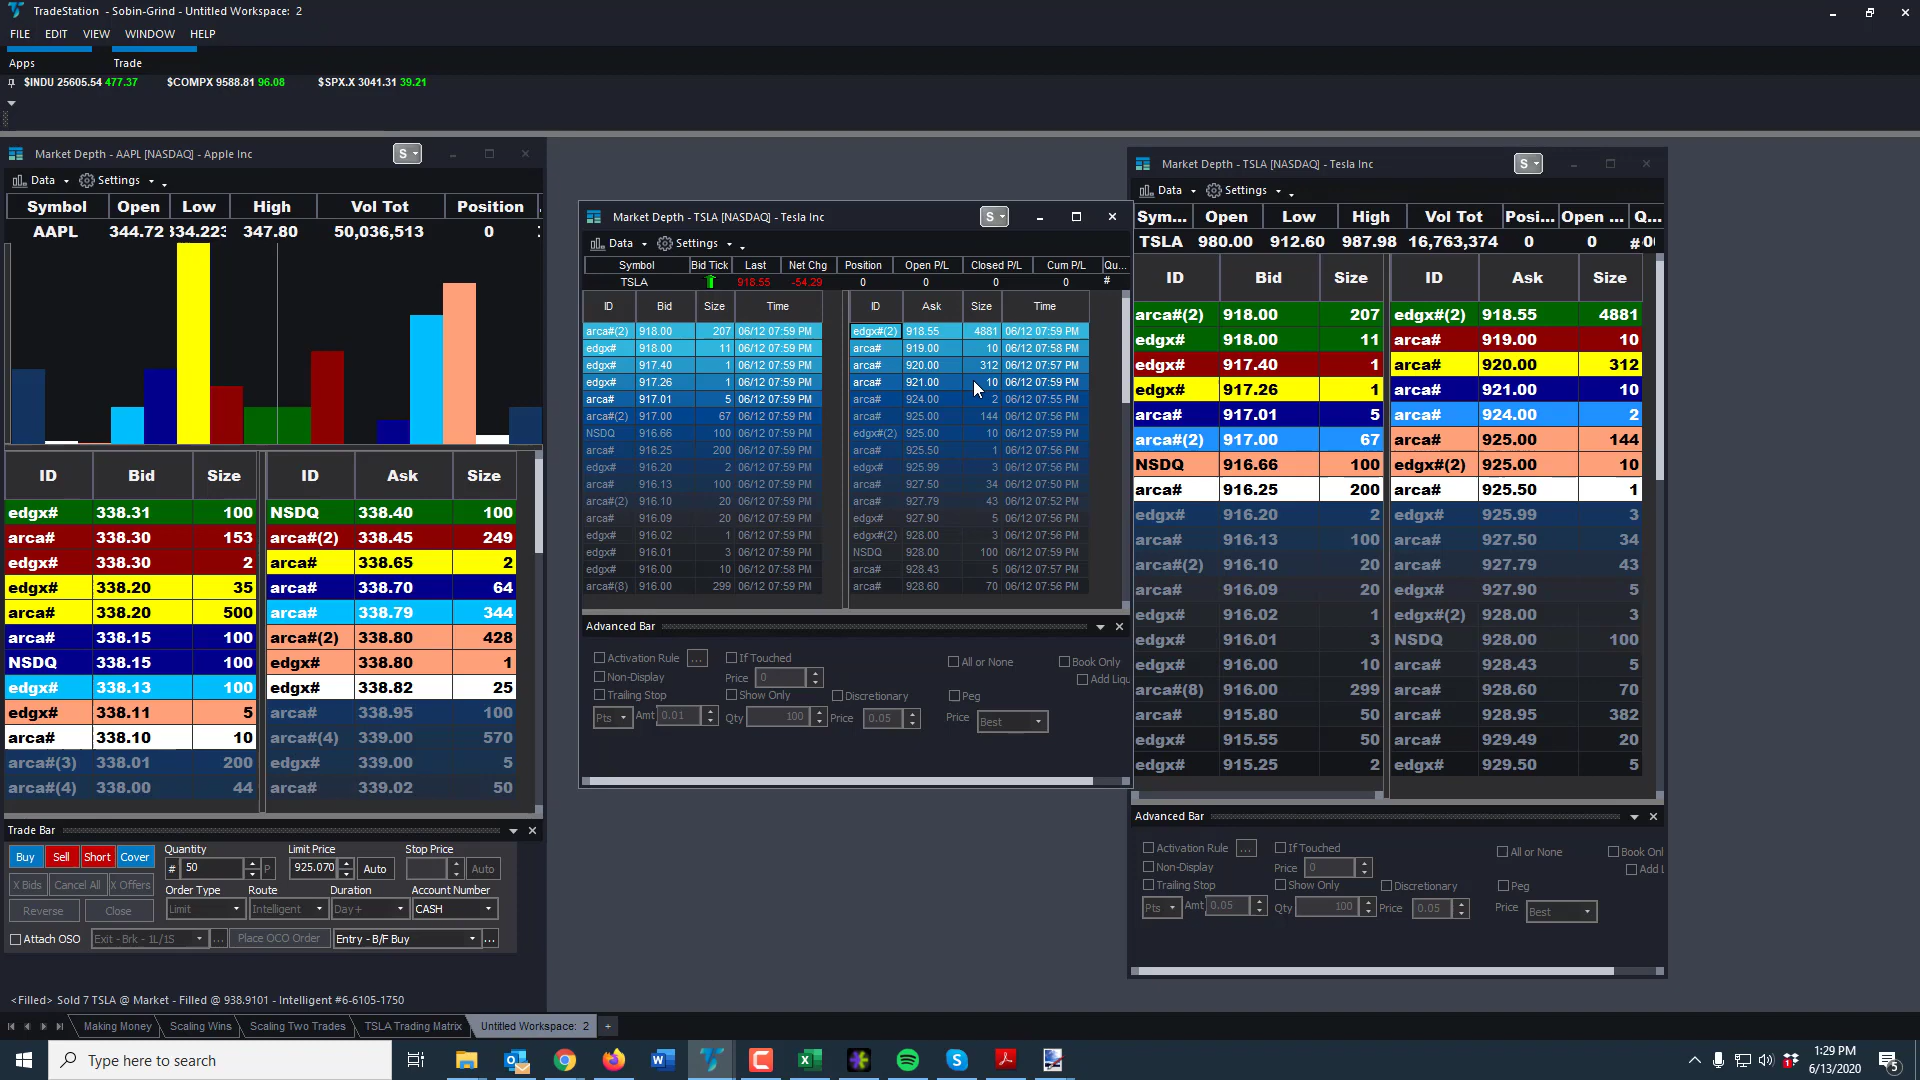 TradeStation - Sobin-Grind - Untitled Workspace: 2
FILE EDIT VIEW WINDOW HELP
Apps Trade
$INDU 25605.54 477.37 $COMPX 9588.81 96.08 $SPX.X 3041.31 39.21
Market Depth - AAPL [NASDAQ] - Apple Inc S
Data Settings
Symbol Open Low High Vol Tot Position
AAPL 344.72 334.223 347.80 50,036,513 0
ID Bid Size ID Ask Size
edgx# 338.31 100 NSDQ 338.40 100
arca# 338.30 153 arca#(2) 338.45 249
edgx# 338.30 2 arca# 338.65 2
edgx# 338.20 35 arca# 338.70 64
arca# 338.20 500 arca# 338.79 344
arca# 338.15 100 arca#(2) 338.80 428
NSDQ 338.15 100 edgx# 338.80 1
edgx# 338.13 100 edgx# 338.82 25
edgx# 338.11 5 arca# 338.95 100
arca# 338.10 10 arca#(4) 339.00 570
arca#(3) 338.01 200 edgx# 339.00 5
arca#(4) 338.00 44 arca# 339.02 50
Trade Bar
Buy Sell Short Cover Quantity # 50 P Limit Price 925.070 Auto Stop Price Auto
X Bids Cancel All X Offers Order Type Route Duration Account Number
Reverse Close Limit Intelligent Day+ CASH
Attach OSO Exit - Brk - 1L/1S ... Place OCO Order Entry - B/F Buy ...
<Filled> Sold 7 TSLA @ Market - Filled @ 938.9101 - Intelligent #6-6105-1750
Market Depth - TSLA [NASDAQ] - Tesla Inc S
Data Settings
Symbol Bid Tick Last Net Chg Position Open P/L Closed P/L Cum P/L Qu...
TSLA 918.55 -54.29 0 0 0 0 #
ID Bid Size Time ID Ask Size Time
arca#(2) 918.00 207 06/12 07:59 PM edgx#(2) 918.55 4881 06/12 07:59 PM
edgx# 918.00 11 06/12 07:59 PM arca# 919.00 10 06/12 07:58 PM
edgx# 917.40 1 06/12 07:59 PM arca# 920.00 312 06/12 07:57 PM
edgx# 917.26 1 06/12 07:59 PM arca# 921.00 10 06/12 07:59 PM
arca# 917.01 5 06/12 07:59 PM arca# 924.00 2 06/12 07:55 PM
arca#(2) 917.00 67 06/12 07:59 PM arca# 925.00 144 06/12 07:56 PM
NSDQ 916.66 100 06/12 07:59 PM edgx#(2) 925.00 10 06/12 07:56 PM
arca# 916.25 200 06/12 07:59 PM arca# 925.50 1 06/12 07:56 PM
edgx# 916.20 2 06/12 07:59 PM edgx# 925.99 3 06/12 07:56 PM
arca# 916.13 100 06/12 07:59 PM arca# 927.50 34 06/12 07:50 PM
arca#(2) 916.10 20 06/12 07:59 PM arca# 927.79 43 06/12 07:52 PM
arca# 916.09 20 06/12 07:59 PM edgx# 927.90 5 06/12 07:56 PM
edgx# 916.02 1 06/12 07:59 PM edgx#(2) 928.00 3 06/12 07:56 PM
edgx# 916.01 3 06/12 07:59 PM NSDQ 928.00 100 06/12 07:59 PM
edgx# 916.00 10 06/12 07:58 PM arca# 928.43 5 06/12 07:57 PM
arca#(8) 916.00 299 06/12 07:59 PM arca# 928.60 70 06/12 07:56 PM
Advanced Bar
Activation Rule ... If Touched All or None Book Only
Non-Display Price 0 Add Liqu
Trailing Stop Show Only Discretionary Peg
Pts Amt 0.01 Qty 100 Price 0.05 Price Best
Market Depth - TSLA [NASDAQ] - Tesla Inc S
Data Settings
Sym... Open Low High Vol Tot Posi... Open ... Q...
TSLA 980.00 912.60 987.98 16,763,374 0 0
ID Bid Size ID Ask Size
arca#(2) 918.00 207 edgx#(2) 918.55 4881
edgx# 918.00 11 arca# 919.00 10
edgx# 917.40 1 arca# 920.00 312
edgx# 917.26 1 arca# 921.00 10
arca# 917.01 5 arca# 924.00 2
arca#(2) 917.00 67 arca# 925.00 144
NSDQ 916.66 100 edgx#(2) 925.00 10
arca# 916.25 200 arca# 925.50 1
edgx# 916.20 2 edgx# 925.99 3
arca# 916.13 100 arca# 927.50 34
arca#(2) 916.10 20 arca# 927.79 43
arca# 916.09 20 edgx# 927.90 5
edgx# 916.02 1 edgx#(2) 928.00 3
edgx# 916.01 3 NSDQ 928.00 100
edgx# 916.00 10 arca# 928.43 5
arca#(8) 916.00 299 arca# 928.60 70
arca# 915.80 50 arca# 928.95 382
edgx# 915.55 50 arca# 929.49 20
edgx# 915.25 2 edgx# 929.50 5
Advanced Bar
Activation Rule ... If Touched All or None Book Onl
Non-Display Price 0 Add L
Trailing Stop Show Only Discretionary Peg
Pts Amt 0.05 Qty 100 Price 0.05 Price Best
Making Money Scaling Wins Scaling Two Trades TSLA Trading Matrix Untitled Workspace: 2 +
Type here to search
1:29 PM
6/13/2020
5